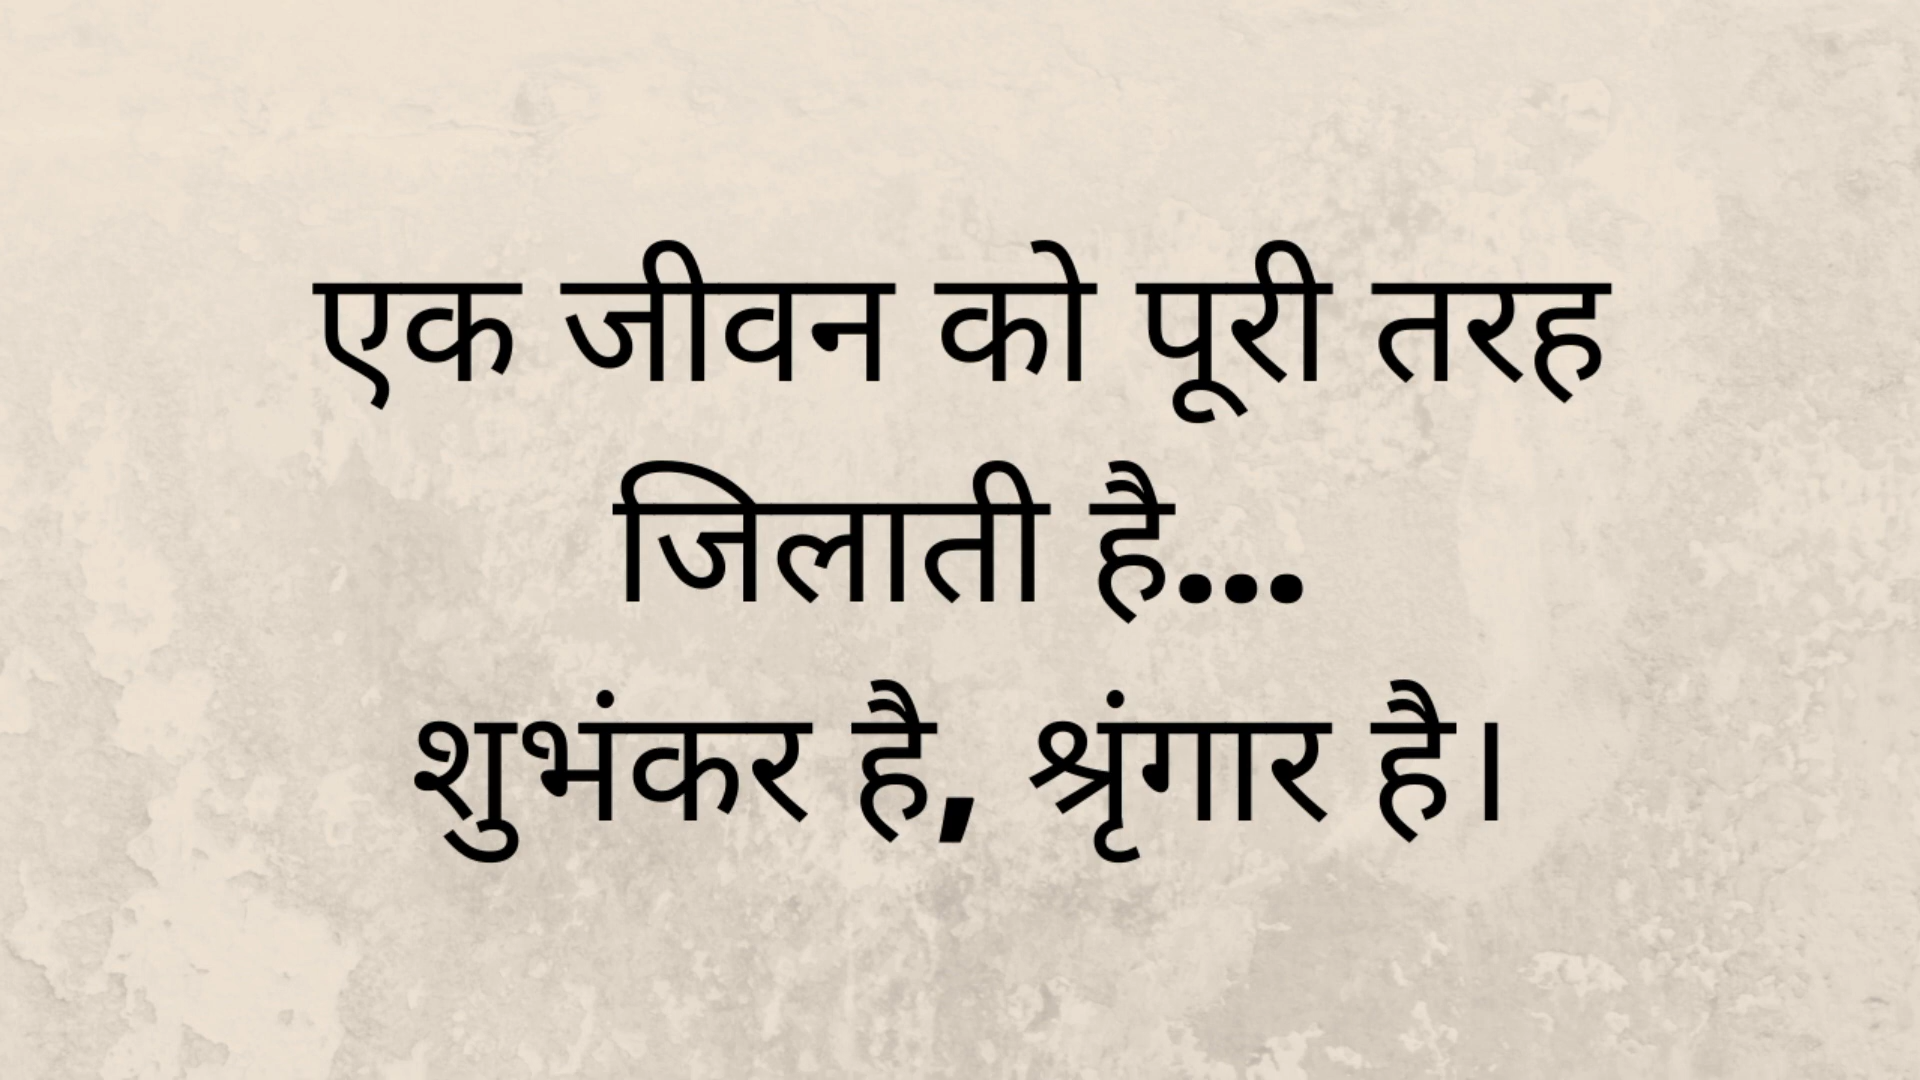 एक जीवन को पूरी तरह
जिलाती है...
शुभंकर है, श्रृंगार है।